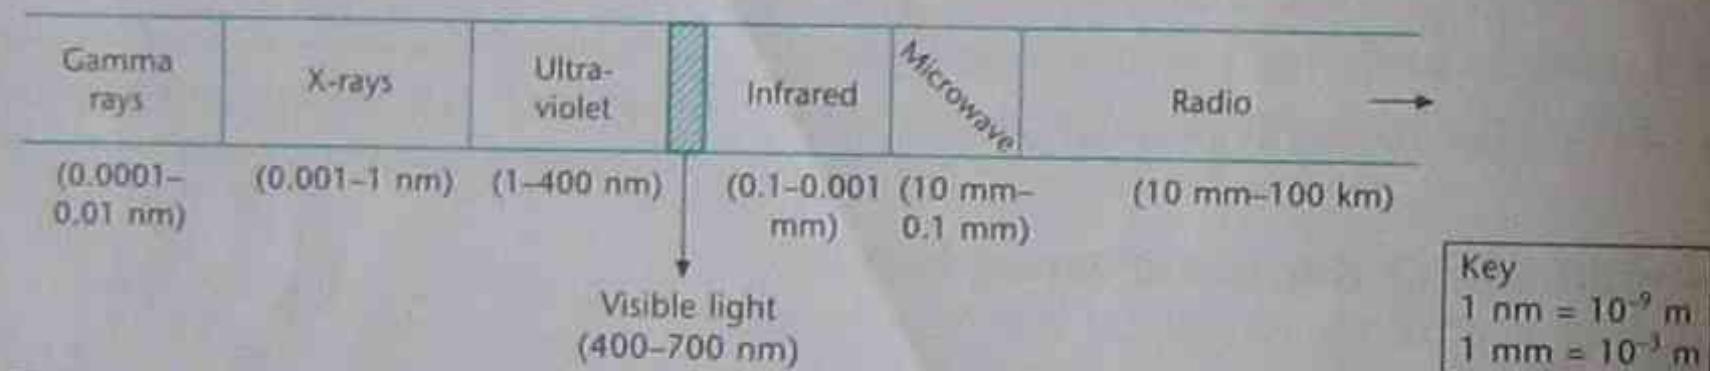 Gamma
rays
X-rays
Ultra-
violet
Infrared
Microwave
Radio
(0.0001–
0.01 nm)
(0.001–1 nm)
(1–400 nm)
(0.1–0.001
mm)
(10 mm–
0.1 mm)
(10 mm–100 km)
Visible light
(400–700 nm)
Key
1 nm = 10⁻⁹ m
1 mm = 10⁻³ m